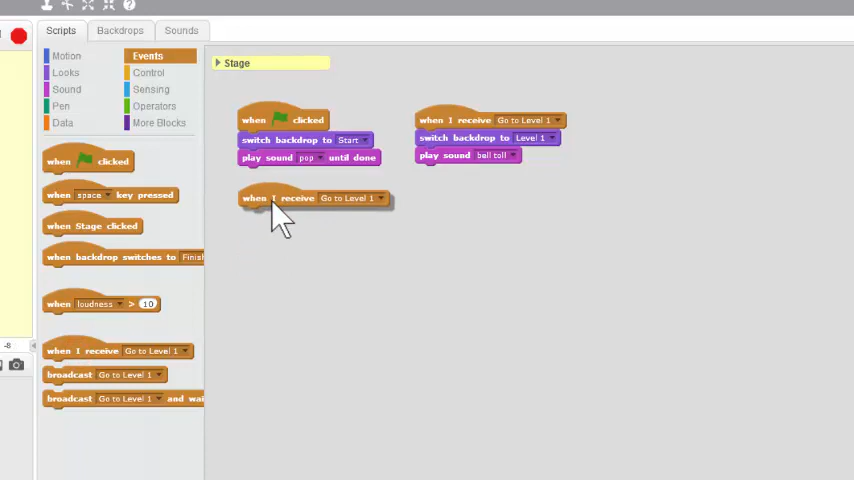 ?
Scripts
Backdrops
Sounds
Motion
Events
Looks
Control
Sound
Sensing
Pen
Operators
Data
More Blocks
when clicked
when space key pressed
when Stage clicked
when backdrop switches to Finish
when loudness > 10
when I receive Go to Level 1
broadcast Go to Level 1
broadcast Go to Level 1 and wai
Stage
when clicked
switch backdrop to Start
play sound pop until done
when I receive Go to Level 1
switch backdrop to Level 1
play sound bell toll
when I receive Go to Level 1
-8